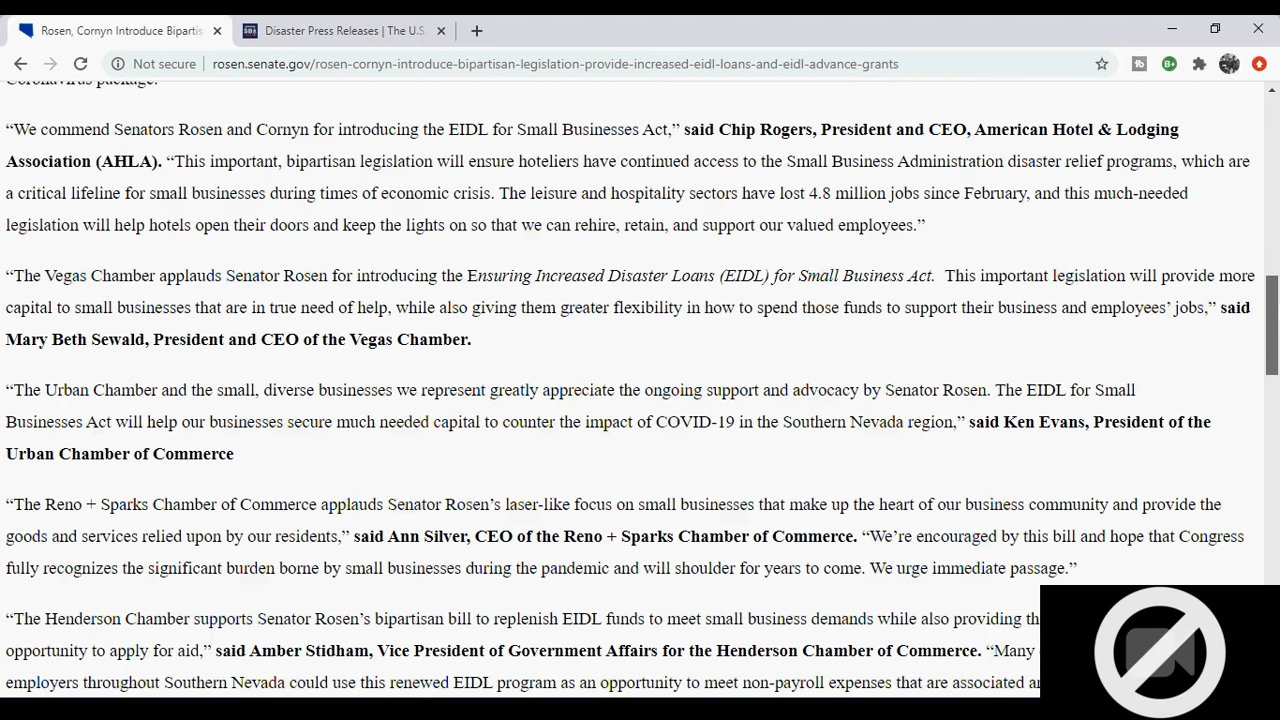 Rosen, Cornyn Introduce Bipartis
Disaster Press Releases | The U.S.
Not secure
rosen.senate.gov/rosen-cornyn-introduce-bipartisan-legislation-provide-increased-eidl-loans-and-eidl-advance-grants
Coronavirus package.
“We commend Senators Rosen and Cornyn for introducing the EIDL for Small Businesses Act,” said Chip Rogers, President and CEO, American Hotel & Lodging
Association (AHLA). “This important, bipartisan legislation will ensure hoteliers have continued access to the Small Business Administration disaster relief programs, which are
a critical lifeline for small businesses during times of economic crisis. The leisure and hospitality sectors have lost 4.8 million jobs since February, and this much-needed
legislation will help hotels open their doors and keep the lights on so that we can rehire, retain, and support our valued employees.”
“The Vegas Chamber applauds Senator Rosen for introducing the Ensuring Increased Disaster Loans (EIDL) for Small Business Act. This important legislation will provide more
capital to small businesses that are in true need of help, while also giving them greater flexibility in how to spend those funds to support their business and employees’ jobs,” said
Mary Beth Sewald, President and CEO of the Vegas Chamber.
“The Urban Chamber and the small, diverse businesses we represent greatly appreciate the ongoing support and advocacy by Senator Rosen. The EIDL for Small
Businesses Act will help our businesses secure much needed capital to counter the impact of COVID-19 in the Southern Nevada region,” said Ken Evans, President of the
Urban Chamber of Commerce
“The Reno + Sparks Chamber of Commerce applauds Senator Rosen’s laser-like focus on small businesses that make up the heart of our business community and provide the
goods and services relied upon by our residents,” said Ann Silver, CEO of the Reno + Sparks Chamber of Commerce. “We’re encouraged by this bill and hope that Congress
fully recognizes the significant burden borne by small businesses during the pandemic and will shoulder for years to come. We urge immediate passage.”
“The Henderson Chamber supports Senator Rosen’s bipartisan bill to replenish EIDL funds to meet small business demands while also providing
opportunity to apply for aid,” said Amber Stidham, Vice President of Government Affairs for the Henderson Chamber of Commerce. “Many
employers throughout Southern Nevada could use this renewed EIDL program as an opportunity to meet non-payroll expenses that are associated